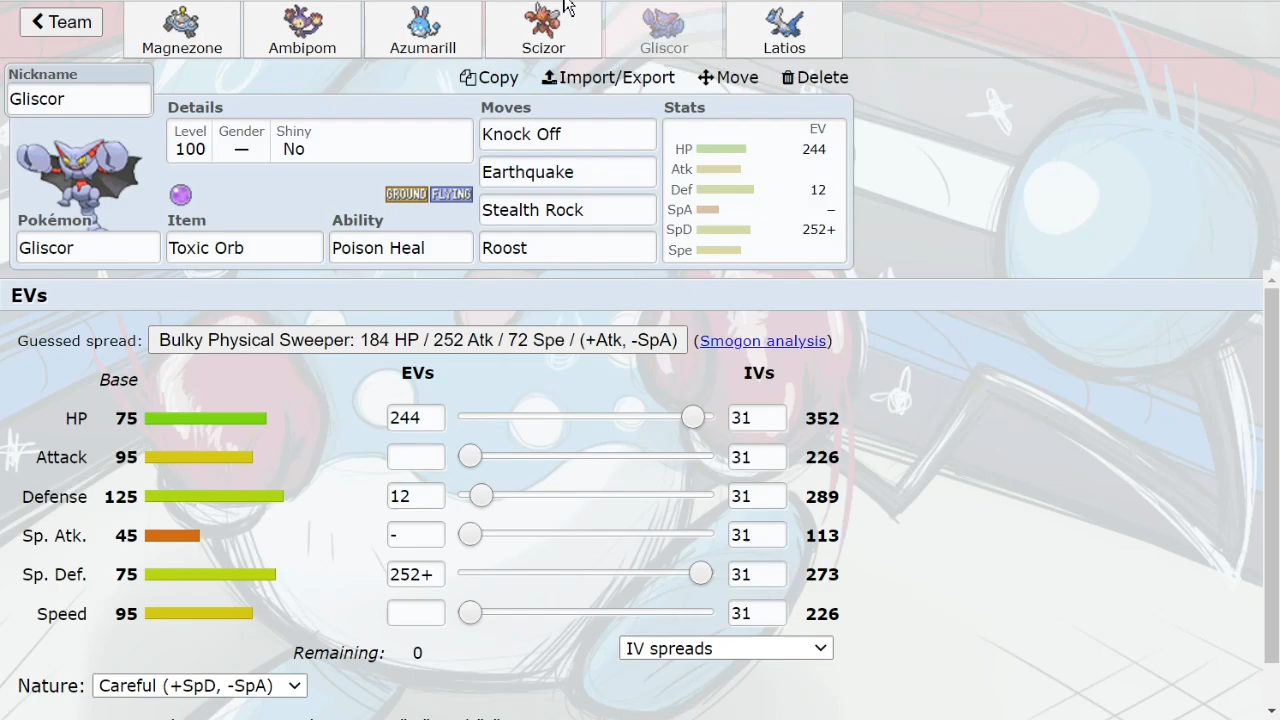 Team
Magnezone
Ambipom
Azumarill
Scizor
Gliscor
Latios
Copy
Import/Export
Move
Delete
Nickname
Gliscor
Details
Level
100
Gender
—
Shiny
No
GROUND FLYING
Pokémon
Gliscor
Item
Toxic Orb
Ability
Poison Heal
Moves
Knock Off
Earthquake
Stealth Rock
Roost
Stats
EV
HP 244
Atk
Def 12
SpA –
SpD 252+
Spe
EVs
Guessed spread: Bulky Physical Sweeper: 184 HP / 252 Atk / 72 Spe / (+Atk, -SpA) (Smogon analysis)
Base EVs IVs
HP 75 244 31 352
Attack 95 31 226
Defense 125 12 31 289
Sp. Atk. 45 - 31 113
Sp. Def. 75 252+ 31 273
Speed 95 31 226
Remaining: 0
IV spreads
Nature: Careful (+SpD, -SpA)